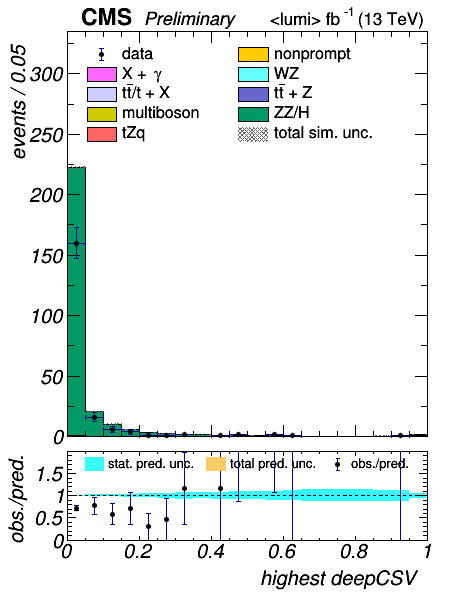 CMS Preliminary <lumi> fb⁻¹ (13 TeV)
events / 0.05
300
250
200
150
100
50
0
data
nonprompt
X + γ
WZ
tt̄/t + X
tt̄ + Z
multiboson
ZZ/H
tZq
total sim. unc.
obs./pred.
1.5
1
0.5
0
stat. pred. unc.
total pred. unc.
obs./pred.
0 0.2 0.4 0.6 0.8 1
highest deepCSV